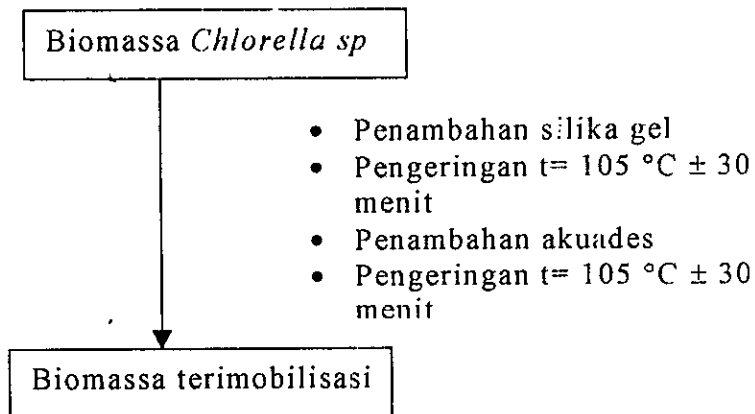 Biomassa Chlorella sp
• Penambahan silika gel
• Pengeringan t= 105 °C ± 30
menit
• Penambahan akuades
• Pengeringan t= 105 °C ± 30
menit
Biomassa terimobilisasi